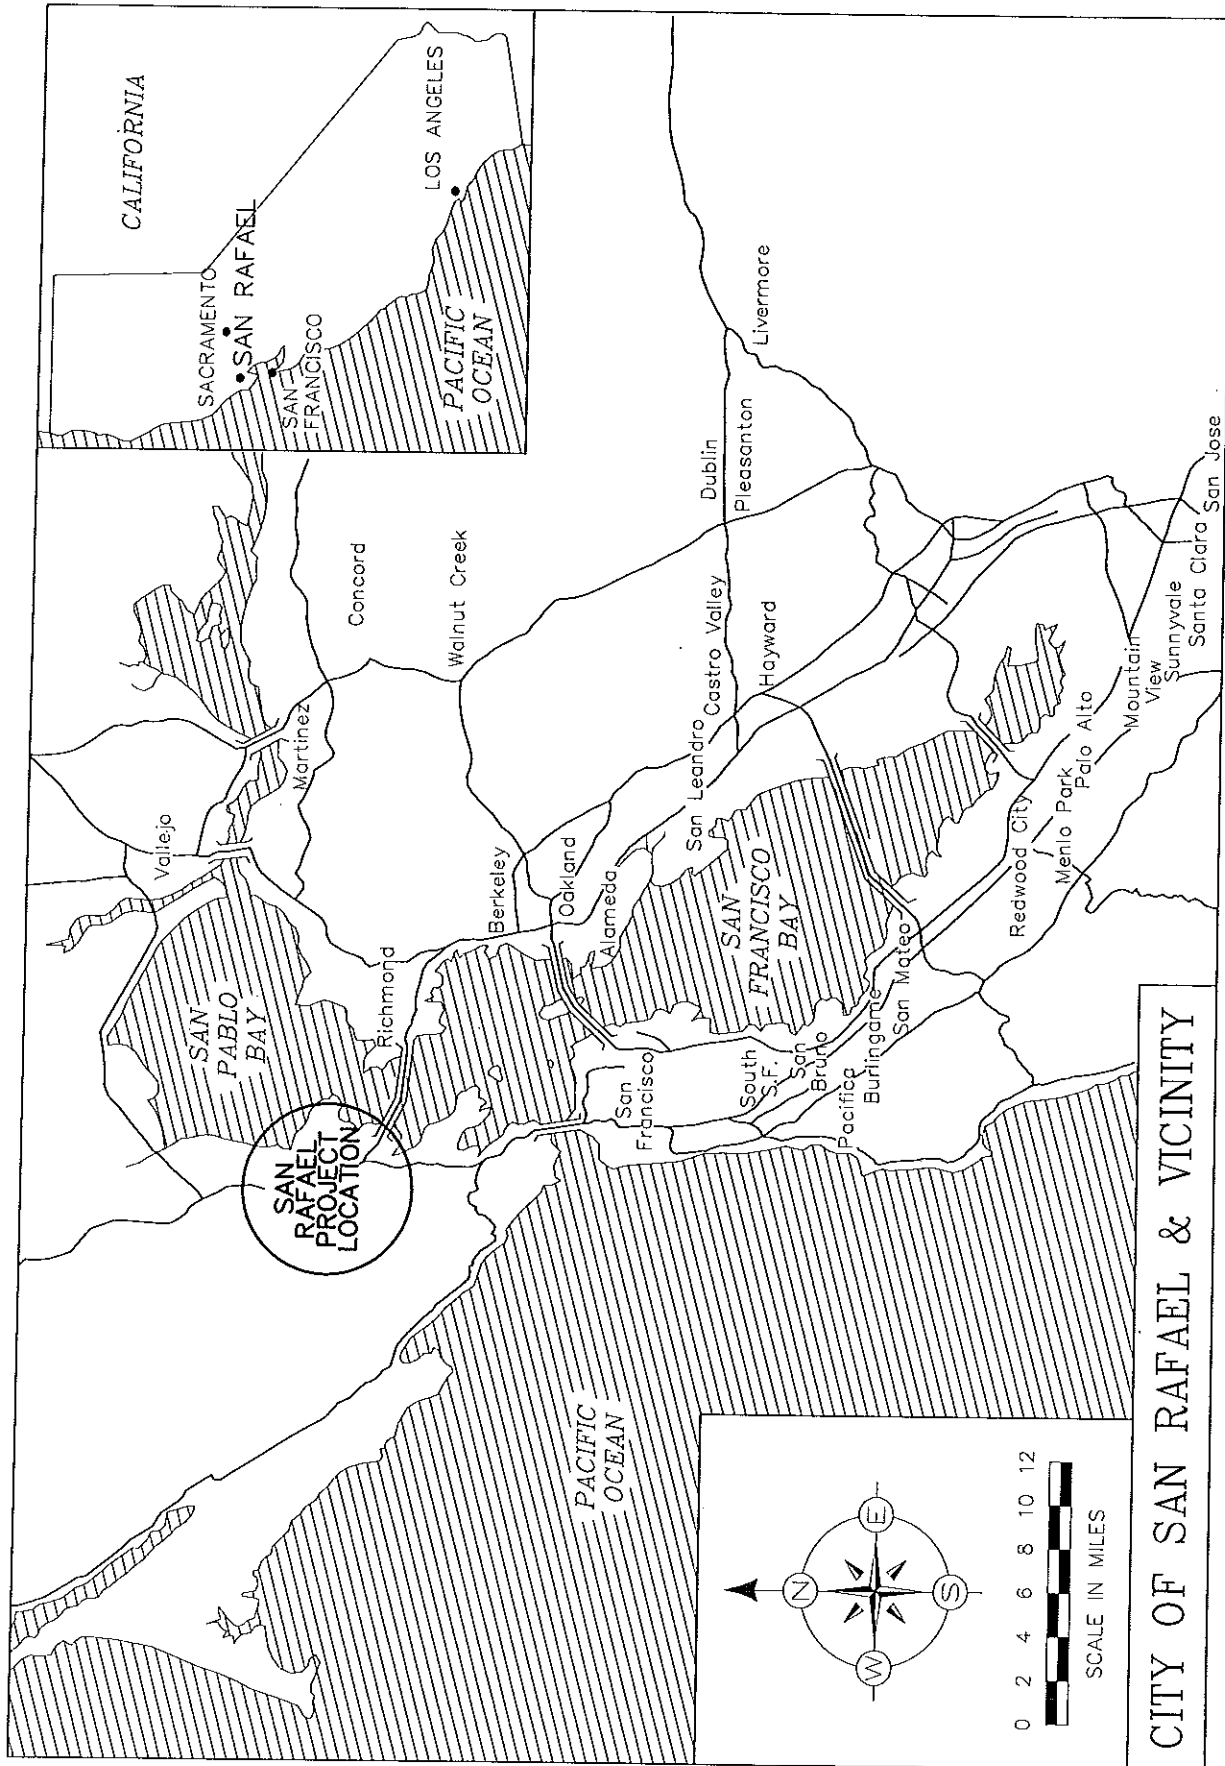 CALIFORNIA
SACRAMENTO
SAN RAFAEL
SAN
FRANCISCO
LOS ANGELES
PACIFIC
OCEAN
Vallejo
Martinez
Concord
Walnut Creek
SAN
PABLO
BAY
SAN
RAFAEL
PROJECT
LOCATION
Richmond
Berkeley
Oakland
Alameda
San
Francisco
San Leandro
Castro Valley
Hayward
Dublin
Pleasanton
Livermore
SAN
FRANCISCO
BAY
South
S.F.
San
Bruno
Pacifica
Burlingame
San Mateo
Redwood City
Menlo Park
Palo Alto
Mountain
View
Sunnyvale
Santa Clara
San Jose
PACIFIC
OCEAN
N
W
E
S
0 2 4 6 8 10 12
SCALE IN MILES
CITY OF SAN RAFAEL & VICINITY